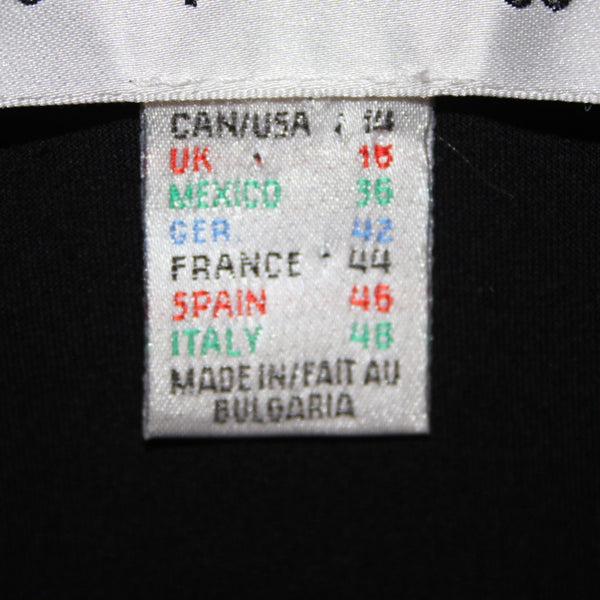 CAN/USA 14
UK 16
MEXICO 36
GER. 42
FRANCE 44
SPAIN 46
ITALY 48
MADE IN/FAIT AU
BULGARIA